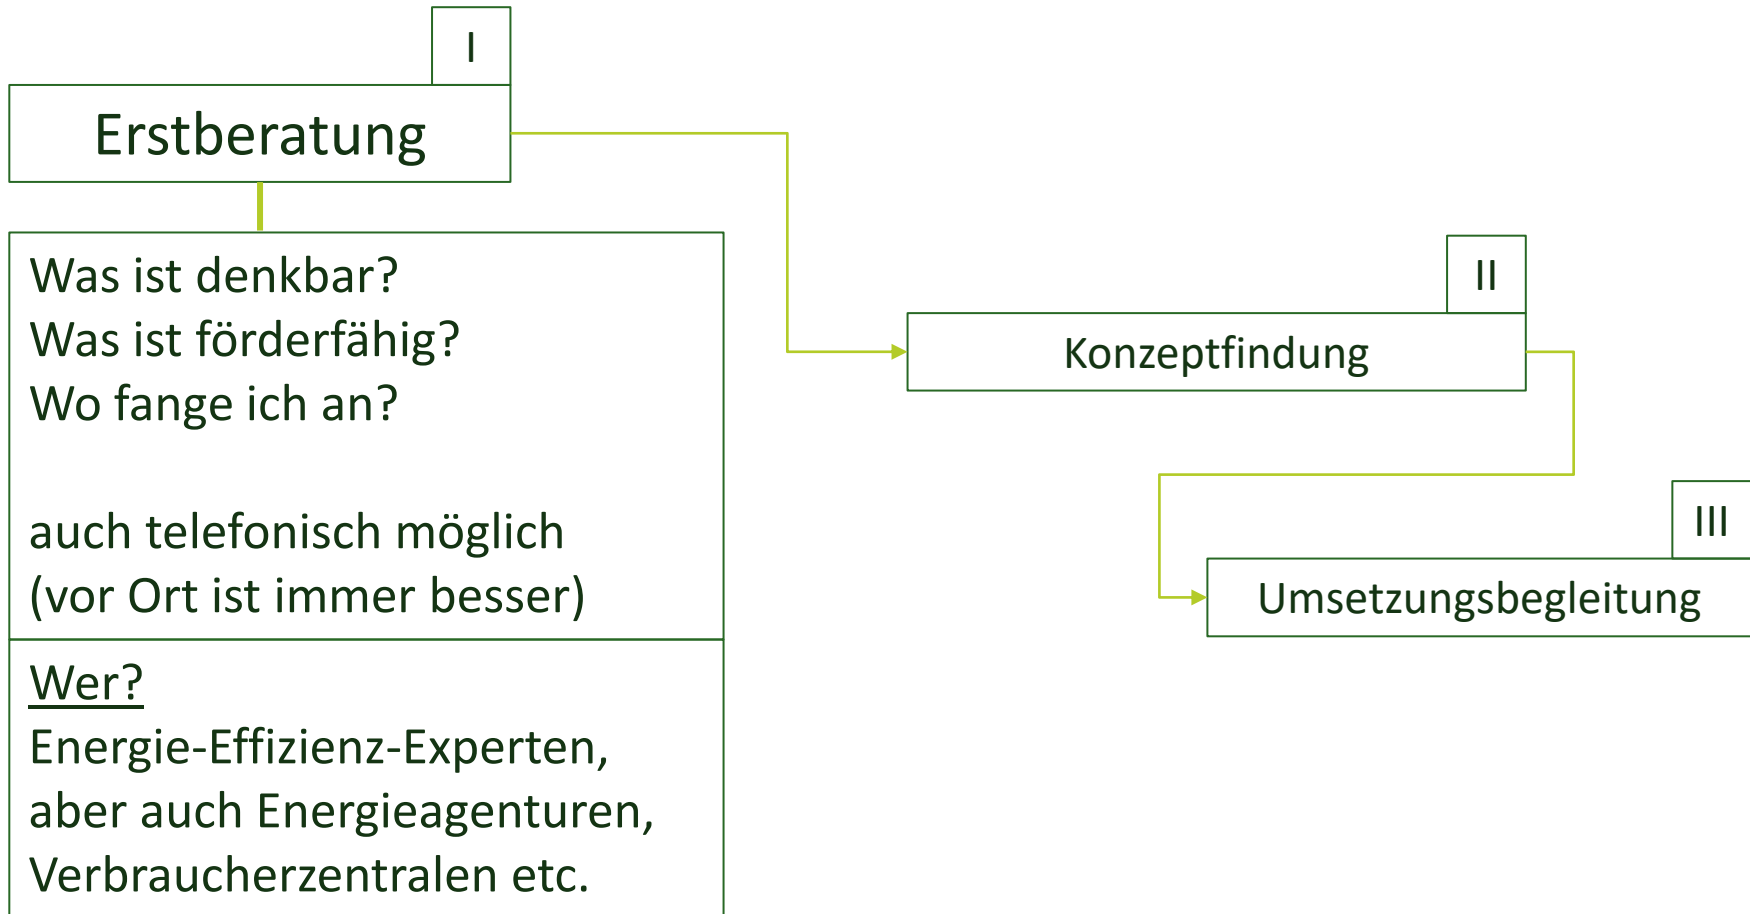 I
Erstberatung
Was ist denkbar?
Was ist förderfähig?
Wo fange ich an?
auch telefonisch möglich
(vor Ort ist immer besser)
Wer?
Energie-Effizienz-Experten,
aber auch Energieagenturen,
Verbraucherzentralen etc.
II
Konzeptfindung
III
Umsetzungsbegleitung